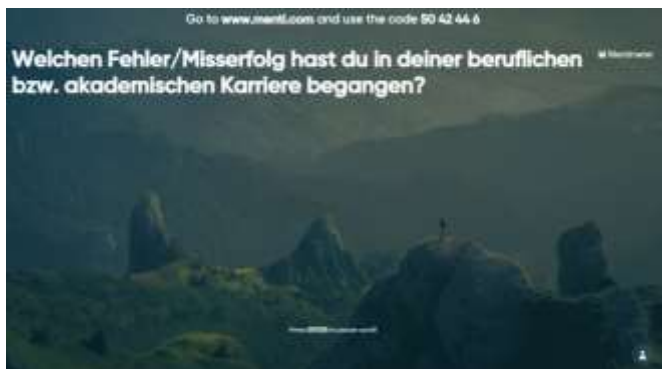 Go to www.menti.com and use the code 50 42 44 6
Welchen Fehler/Misserfolg hast du in deiner beruflichen
bzw. akademischen Karriere begangen?
Mentimeter